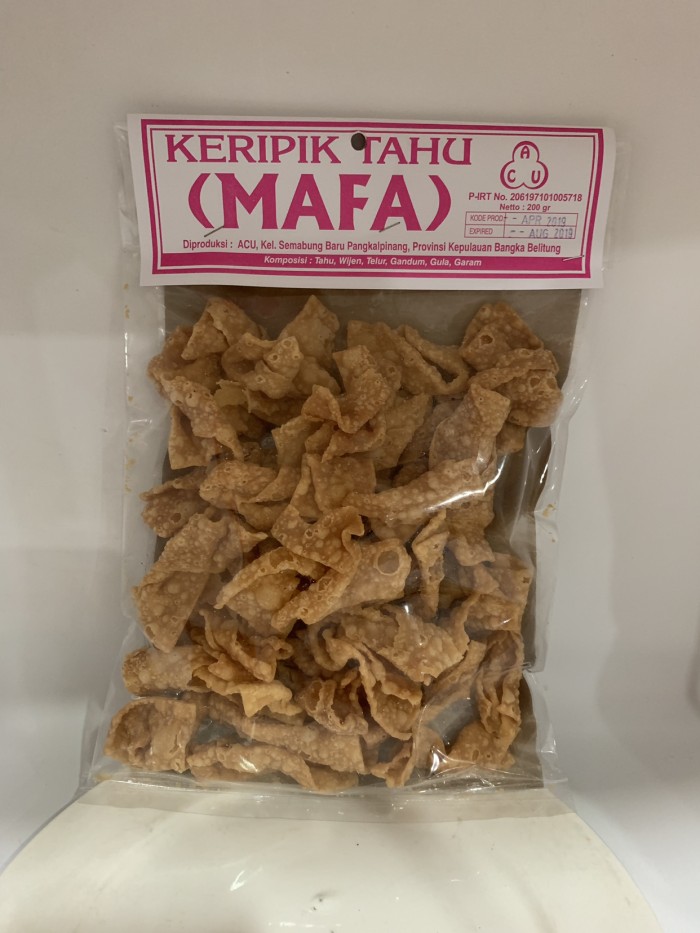 KERIPIK TAHU
(MAFA)
A
C U
P-IRT No. 206197101005718
Netto : 200 gr
KODE PROD - - APR 2019
EXPIRED - - AUG 2019
Diproduksi : ACU, Kel. Semabung Baru Pangkalpinang, Provinsi Kepulauan Bangka Belitung
Komposisi : Tahu, Wijen, Telur, Gandum, Gula, Garam